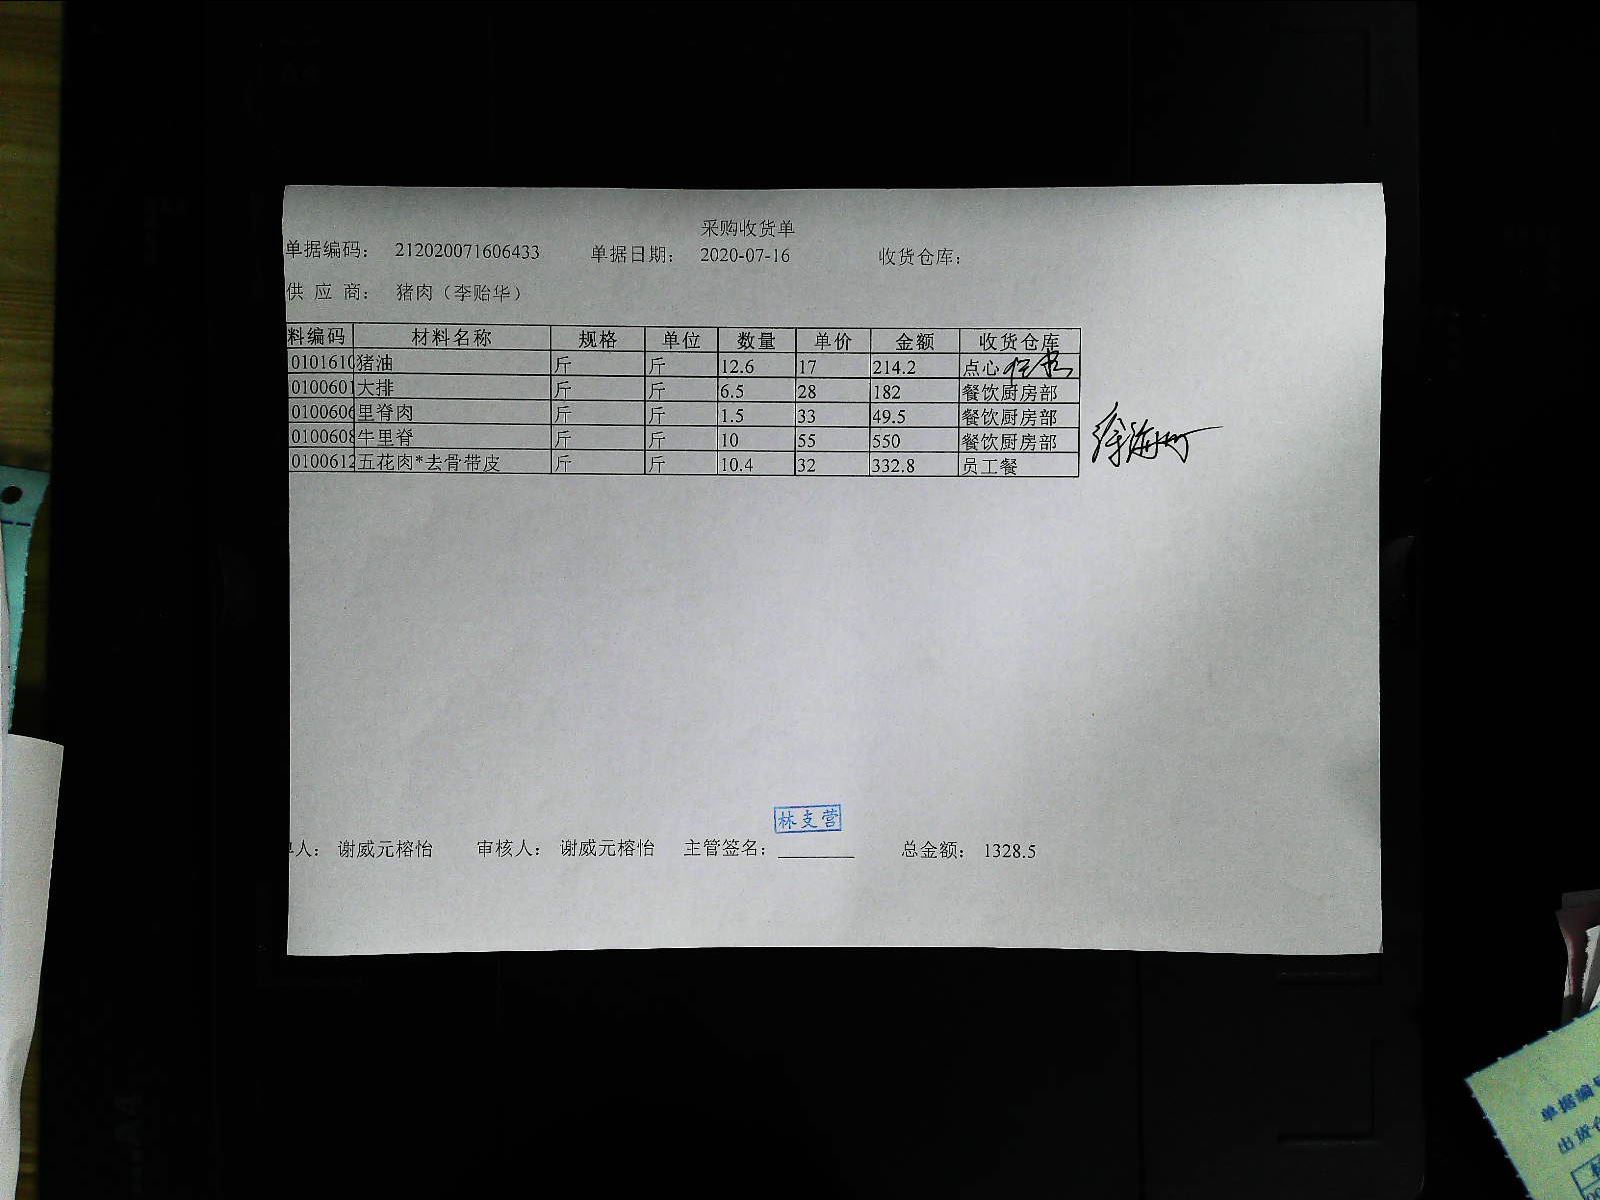 采购收货单
单据编码： 212020071606433 单据日期： 2020-07-16 收货仓库：
供 应 商： 猪肉（李贻华）
料编码 材料名称 规格 单位 数量 单价 金额 收货仓库
0101610 猪油 斤 斤 12.6 17 214.2 点心
0100601 大排 斤 斤 6.5 28 182 餐饮厨房部
0100606 里脊肉 斤 斤 1.5 33 49.5 餐饮厨房部
0100608 牛里脊 斤 斤 10 55 550 餐饮厨房部
0100612 五花肉*去骨带皮 斤 斤 10.4 32 332.8 员工餐
林支营
人： 谢威元榕怡 审核人： 谢威元榕怡 主管签名： 总金额： 1328.5
单据编
出货